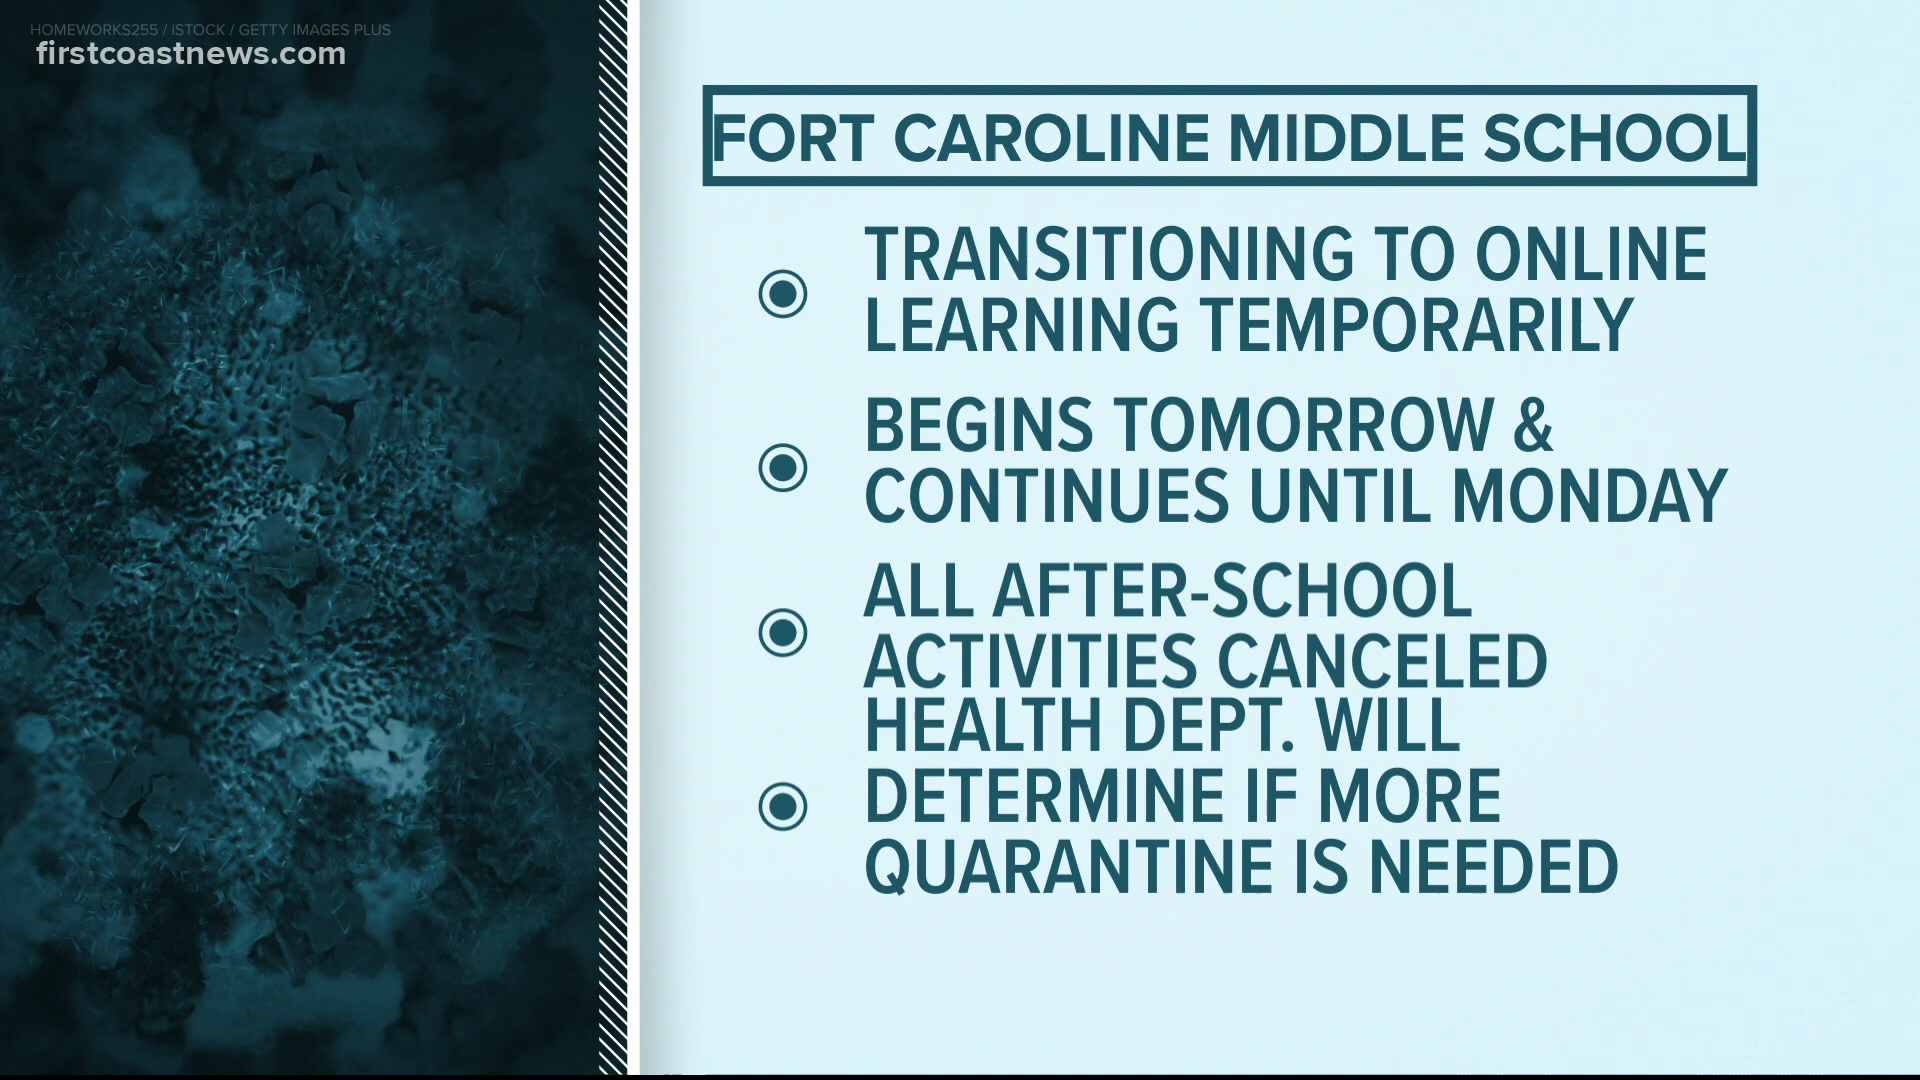 HOMEWORKS255 / ISTOCK / GETTY IMAGES PLUS
firstcoastnews.com
FORT CAROLINE MIDDLE SCHOOL
TRANSITIONING TO ONLINE
LEARNING TEMPORARILY
BEGINS TOMORROW &
CONTINUES UNTIL MONDAY
ALL AFTER-SCHOOL
ACTIVITIES CANCELED
HEALTH DEPT. WILL
DETERMINE IF MORE
QUARANTINE IS NEEDED